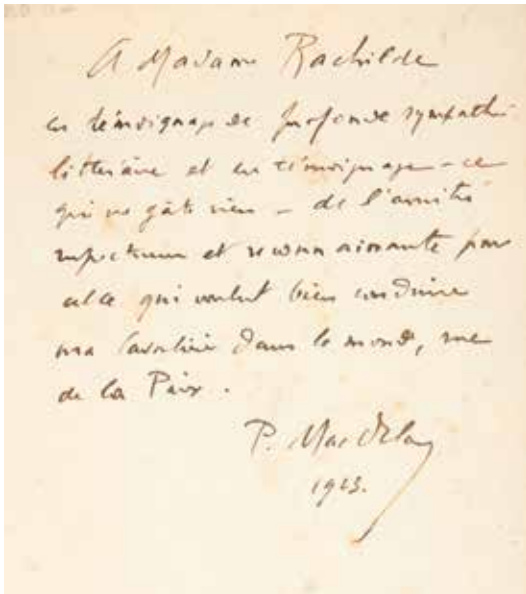 A Madame Rachilde
en témoignage de profonde sympathie
littéraire et en témoignage – ce
qui ne gâte rien – de l'amitié
respectueuse et reconnaissante pour
celle qui voulut bien conduire
ma Cavalière dans le monde, rue
de la Paix.
P. Mac Orlan
1923.